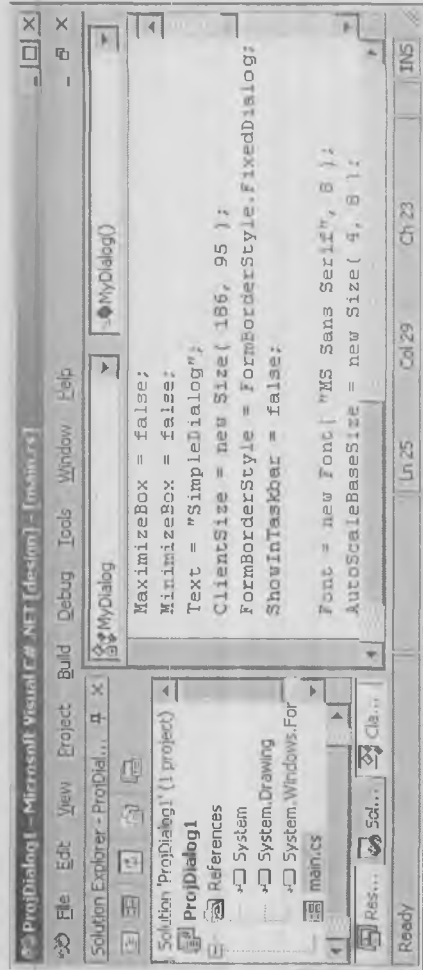 ProjDialog1 - Microsoft Visual C# .NET [design] - [main.cs]
File Edit View Project Build Debug Tools Window Help
Solution Explorer - ProjDial...
Solution 'ProjDialog1' (1 project)
ProjDialog1
References
System
System.Drawing
System.Windows.For
main.cs
Res... Sol... Cla...
MyDialog
MyDialog()
MaximizeBox = false;
MinimizeBox = false;
Text = "SimpleDialog";
ClientSize = new Size( 186, 95 );
FormBorderStyle = FormBorderStyle.FixedDialog;
ShowInTaskbar = false;
Font = new Font( "MS Sans Serif", 8 );
AutoScaleBaseSize = new Size( 4, 8 );
Ready Ln 25 Col 29 Ch 23 INS